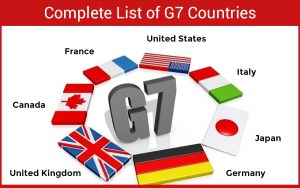 Complete List of G7 Countries
United States
France
Italy
Canada
G7
Japan
United Kingdom
Germany